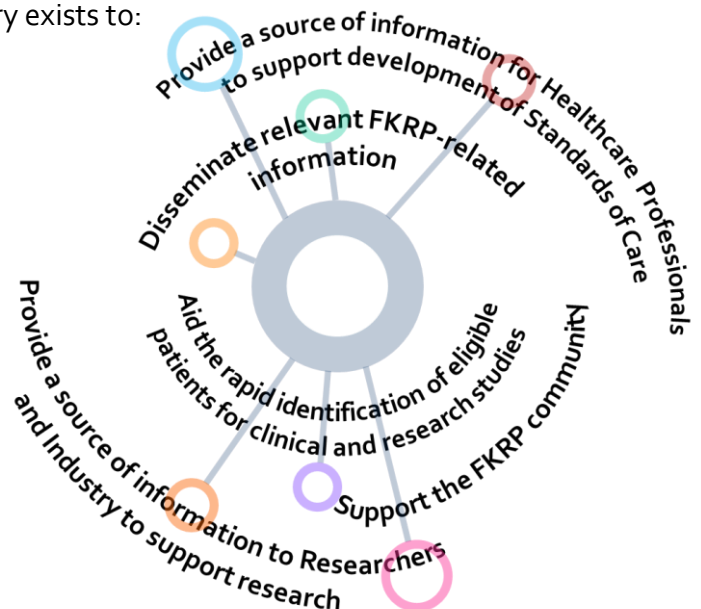 ry exists to:
Provide a source of information for Healthcare Professionals
to support development of Standards of Care
Disseminate relevant FKRP-related
information
Aid the rapid identification of eligible
patients for clinical and research studies
Support the FKRP community
Provide a source of information to Researchers
and Industry to support research